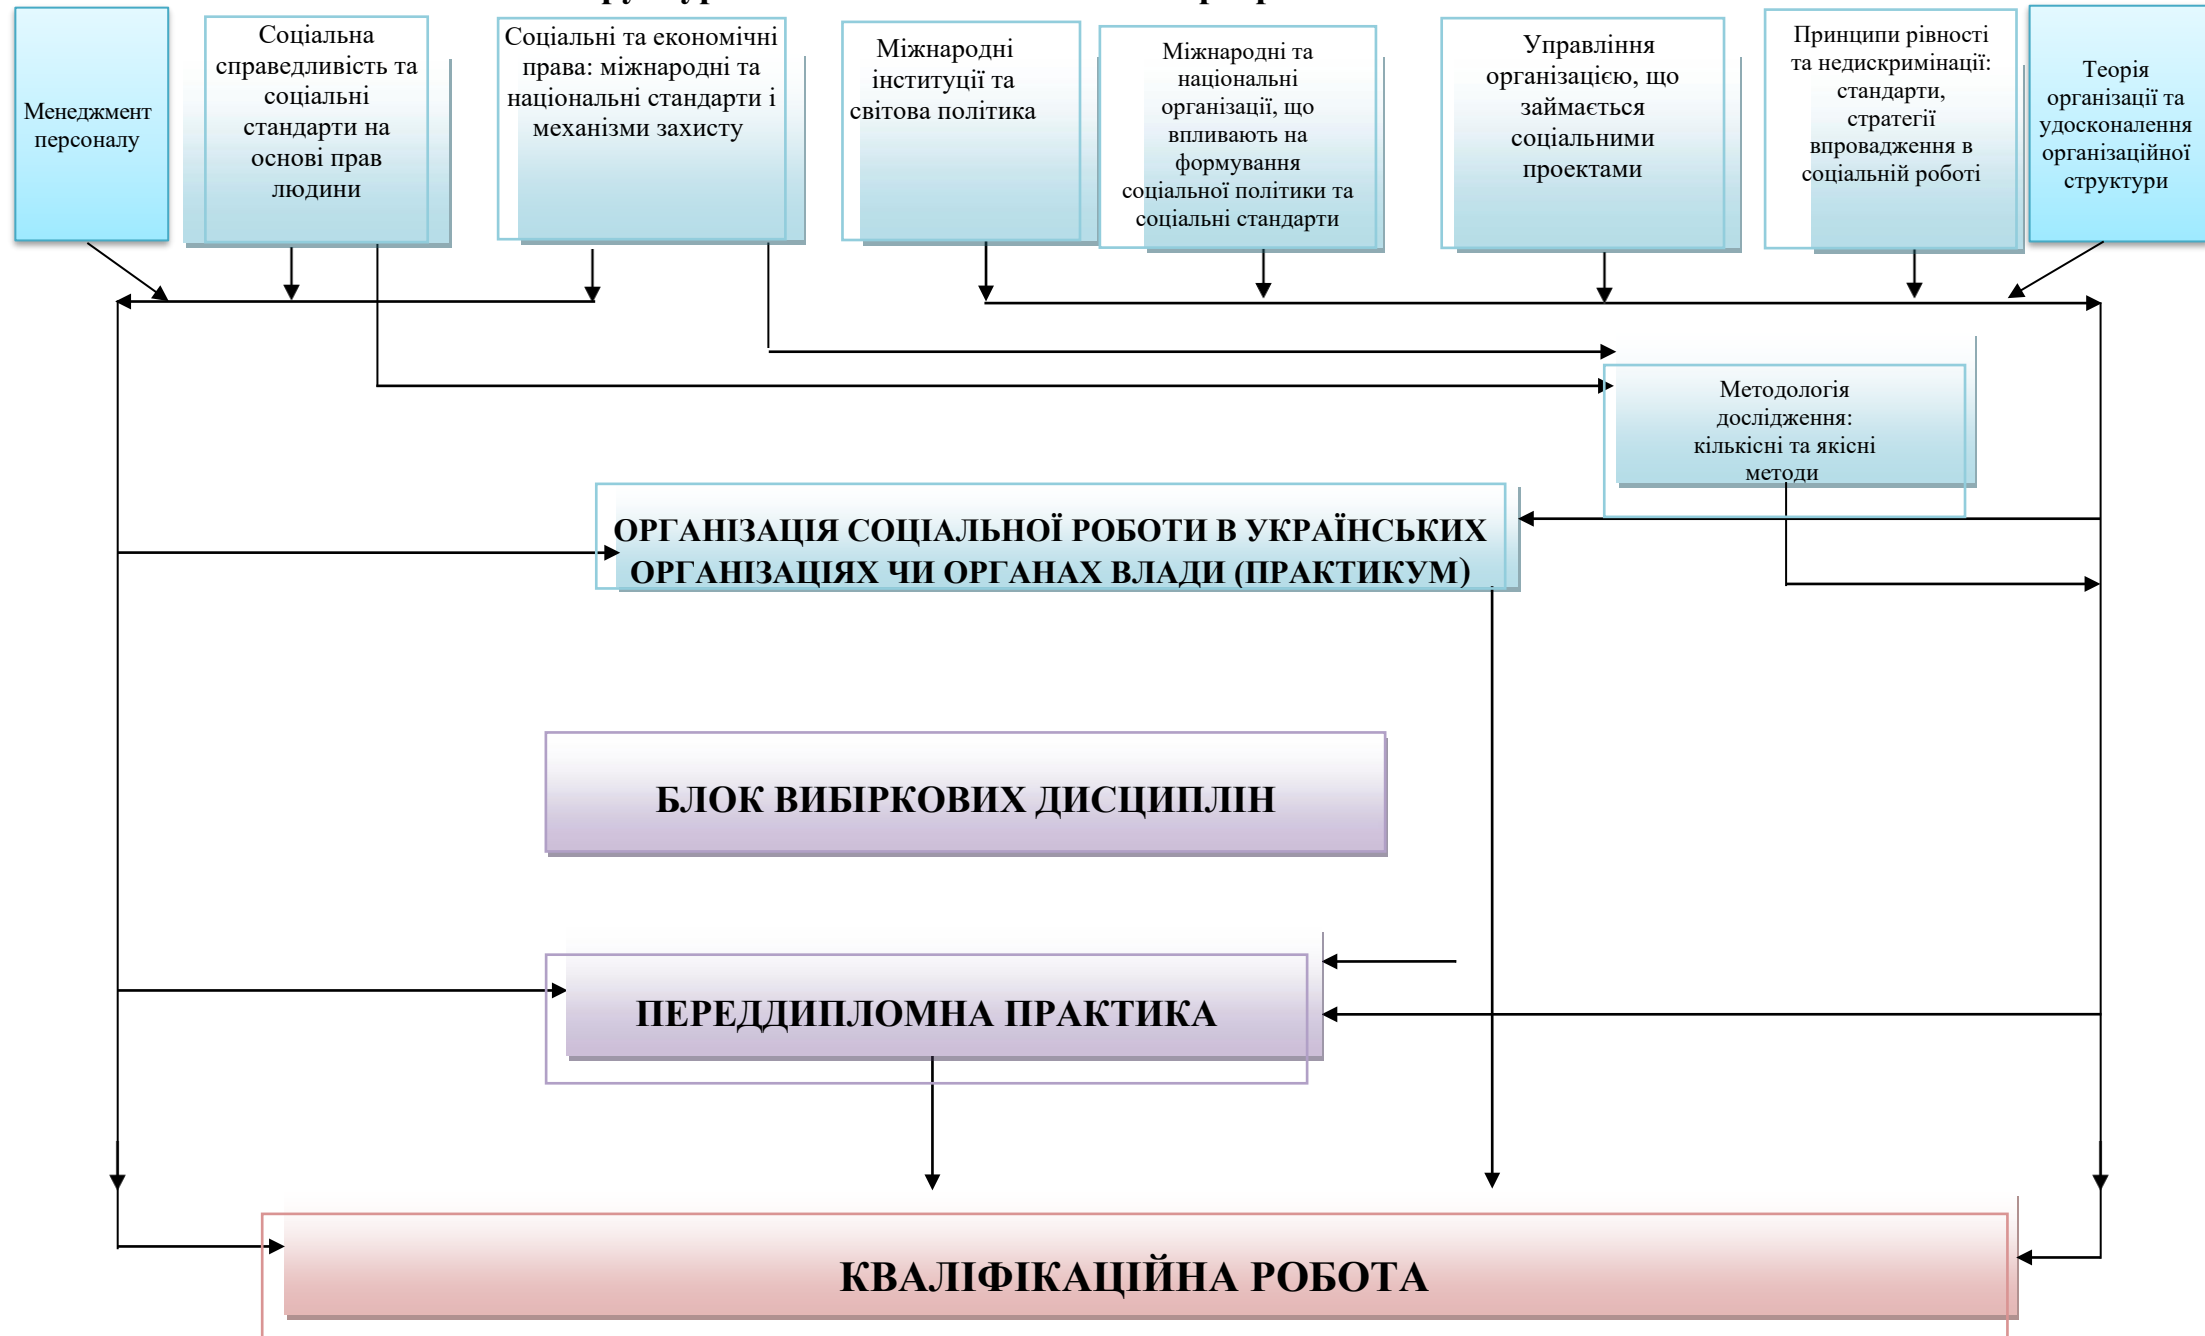 Менеджмент
персоналу
Соціальна
справедливість та
соціальні
стандарти на
основі прав
людини
Соціальні та економічні
права: міжнародні та
національні стандарти і
механізми захисту
Міжнародні
інституції та
світова політика
Міжнародні та
національні
організації, що
впливають на
формування
соціальної політики та
соціальні стандарти
Управління
організацією, що
займається
соціальними
проектами
Принципи рівності
та недискримінації:
стандарти,
стратегії
впровадження в
соціальній роботі
Теорія
організації та
удосконалення
організаційної
структури
Методологія
дослідження:
кількісні та якісні
методи
ОРГАНІЗАЦІЯ СОЦІАЛЬНОЇ РОБОТИ В УКРАЇНСЬКИХ
ОРГАНІЗАЦІЯХ ЧИ ОРГАНАХ ВЛАДИ (ПРАКТИКУМ)
БЛОК ВИБІРКОВИХ ДИСЦИПЛІН
ПЕРЕДДИПЛОМНА ПРАКТИКА
КВАЛІФІКАЦІЙНА РОБОТА